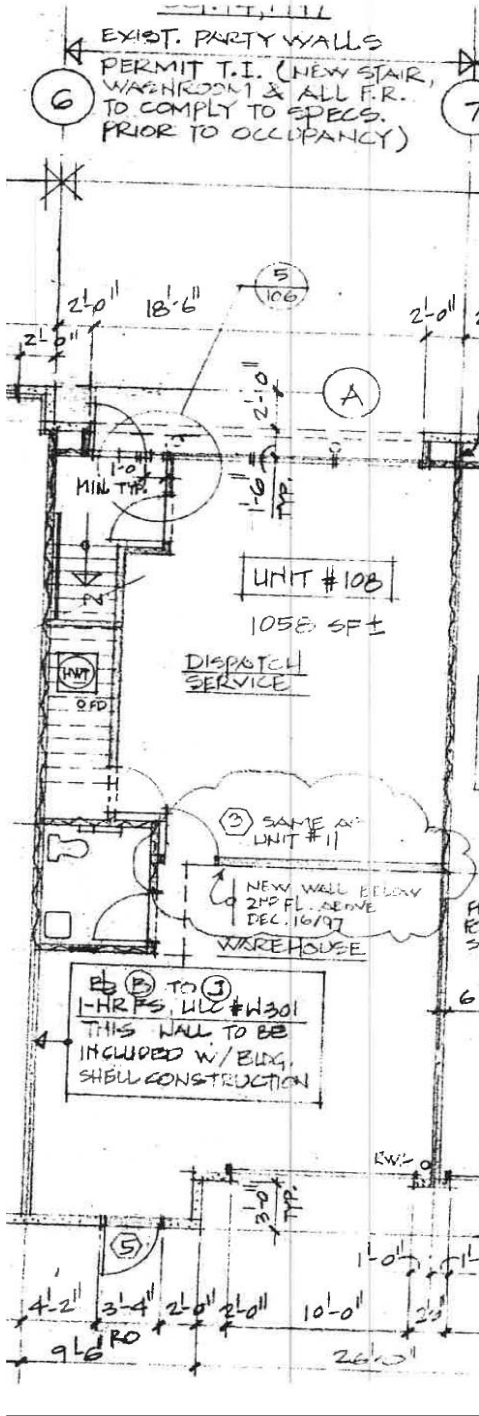 EXIST. PARTY WALLS
PERMIT T.I. (NEW STAIR,
WASHROOM & ALL F.R.
TO COMPLY TO SPECS.
PRIOR TO OCCUPANCY)
6
7
5
106
2'-0"
18'-6"
2'-0"
2'-0"
2'-10"
A
1'-0
MIN. TYP.
1'-6"
TYP.
UNIT #108
1058 SF±
DISPATCH
SERVICE
HWT
O FD
3
SAME AS
UNIT #11
NEW WALL BELOW
2ND FL. ABOVE
DEC. 16/97
WAREHOUSE
B TO J
1-HR FS, ULC #W301
THIS WALL TO BE
INCLUDED W/ BLDG.
SHELL CONSTRUCTION
6
RWL
3'-0"
TYP.
5
1'-0"
4'-2"
3'-4"
2'-0"
2'-0"
10'-0"
2'-0"
RO
9'-6"
26'-0"